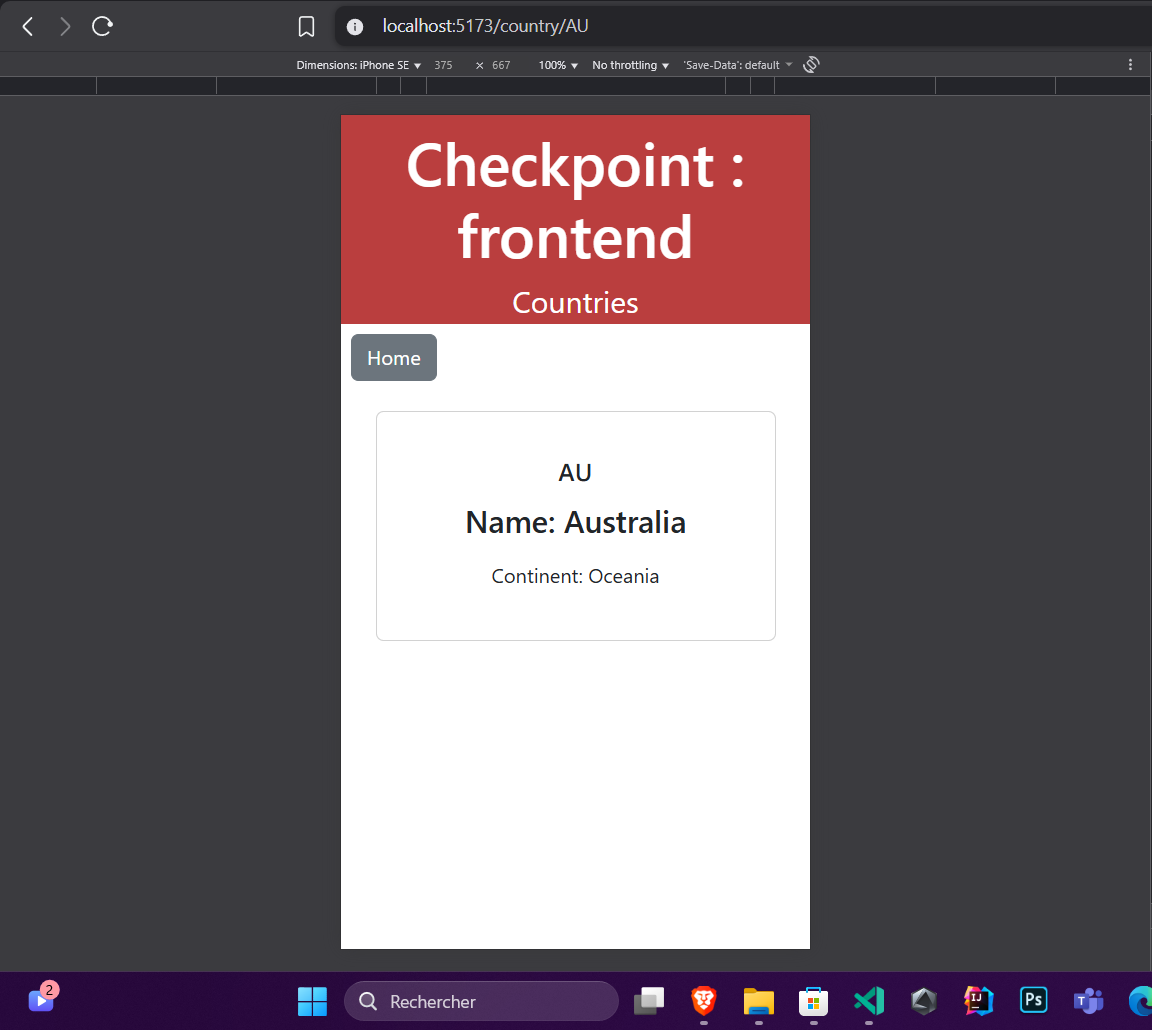 localhost:5173/country/AU
Dimensions: iPhone SE 375 × 667 100% No throttling 'Save-Data': default
Checkpoint :
frontend
Countries
Home
AU
Name: Australia
Continent: Oceania
2
Rechercher
IJ
Ps
T